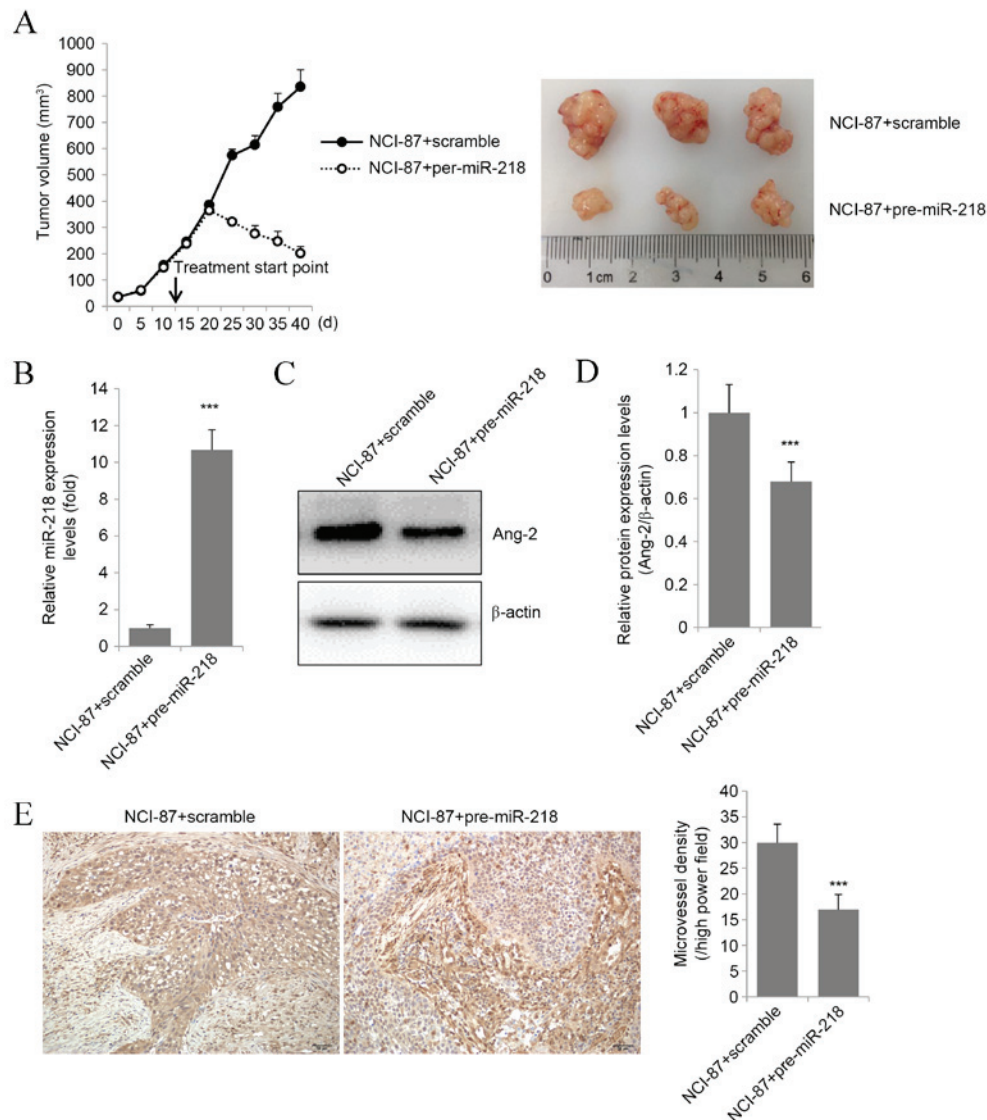 A
1000
900
800
700
600
500
400
300
200
100
0
Tumor volume (mm³)
0 5 10 15 20 25 30 35 40 (d)
Treatment start point
NCI-87+scramble
NCI-87+per-miR-218
NCI-87+scramble
NCI-87+pre-miR-218
0 1cm 2 3 4 5 6
B
14
12
10
8
6
4
2
0
Relative miR-218 expression
levels (fold)
***
NCI-87+scramble
NCI-87+pre-miR-218
C
NCI-87+scramble
NCI-87+pre-miR-218
Ang-2
β-actin
D
1.2
1
0.8
0.6
0.4
0.2
0
Relative protein expression levels
(Ang-2/β-actin)
***
NCI-87+scramble
NCI-87+pre-miR-218
E
NCI-87+scramble
NCI-87+pre-miR-218
40
35
30
25
20
15
10
5
0
Microvessel density
(/high power field)
***
NCI-87+scramble
NCI-87+pre-miR-218